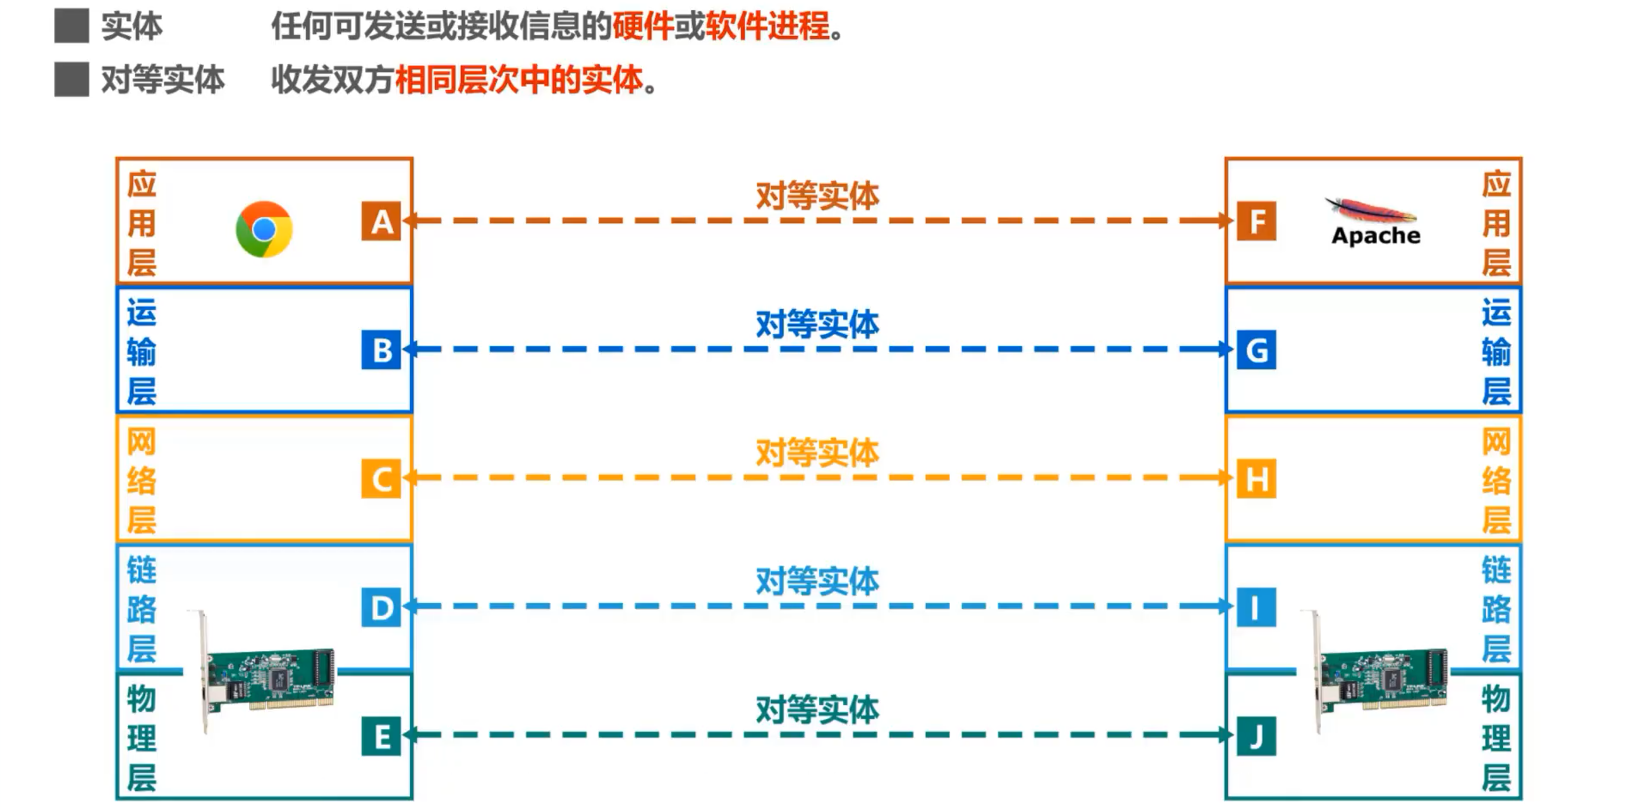 实体 任何可发送或接收信息的硬件或软件进程。
对等实体 收发双方相同层次中的实体。
应用层 A 对等实体 F Apache 应用层
运输层 B 对等实体 G 运输层
网络层 C 对等实体 H 网络层
链路层 D 对等实体 I 链路层
物理层 E 对等实体 J 物理层